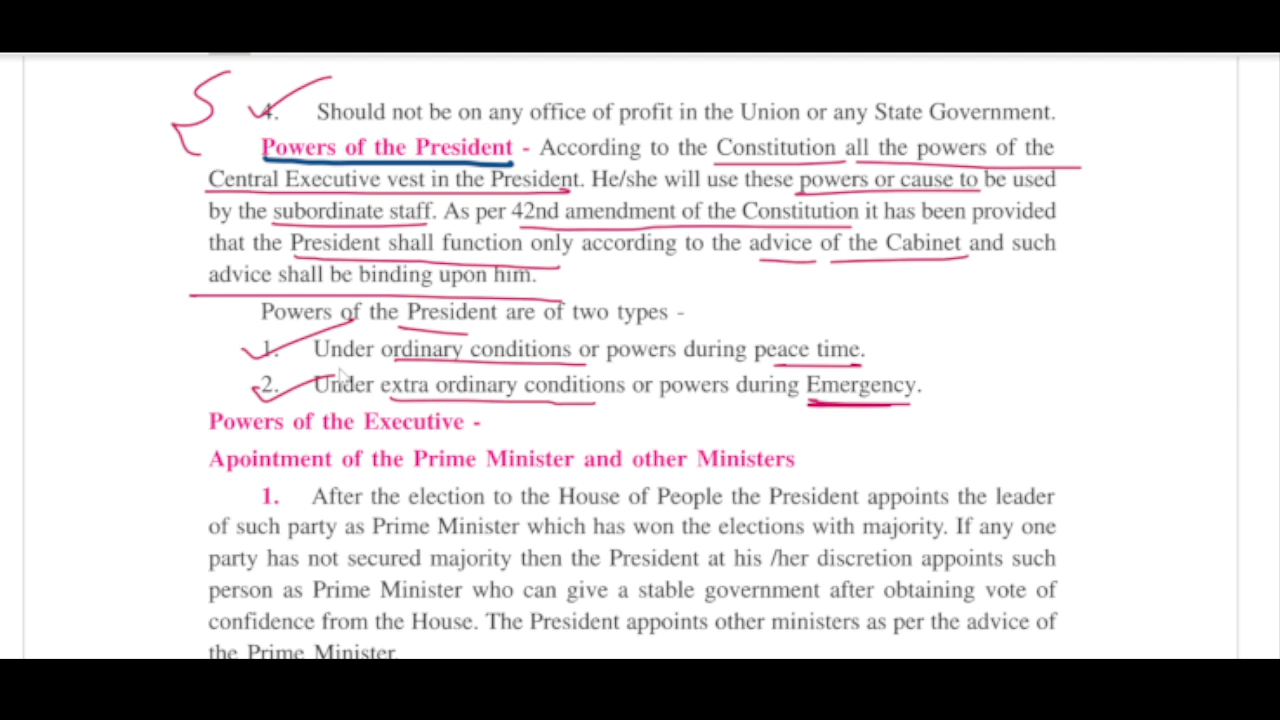 4. Should not be on any office of profit in the Union or any State Government.
Powers of the President - According to the Constitution all the powers of the
Central Executive vest in the President. He/she will use these powers or cause to be used
by the subordinate staff. As per 42nd amendment of the Constitution it has been provided
that the President shall function only according to the advice of the Cabinet and such
advice shall be binding upon him.
Powers of the President are of two types -
1. Under ordinary conditions or powers during peace time.
2. Under extra ordinary conditions or powers during Emergency.
Powers of the Executive -
Apointment of the Prime Minister and other Ministers
1. After the election to the House of People the President appoints the leader
of such party as Prime Minister which has won the elections with majority. If any one
party has not secured majority then the President at his /her discretion appoints such
person as Prime Minister who can give a stable government after obtaining vote of
confidence from the House. The President appoints other ministers as per the advice of
the Prime Minister.